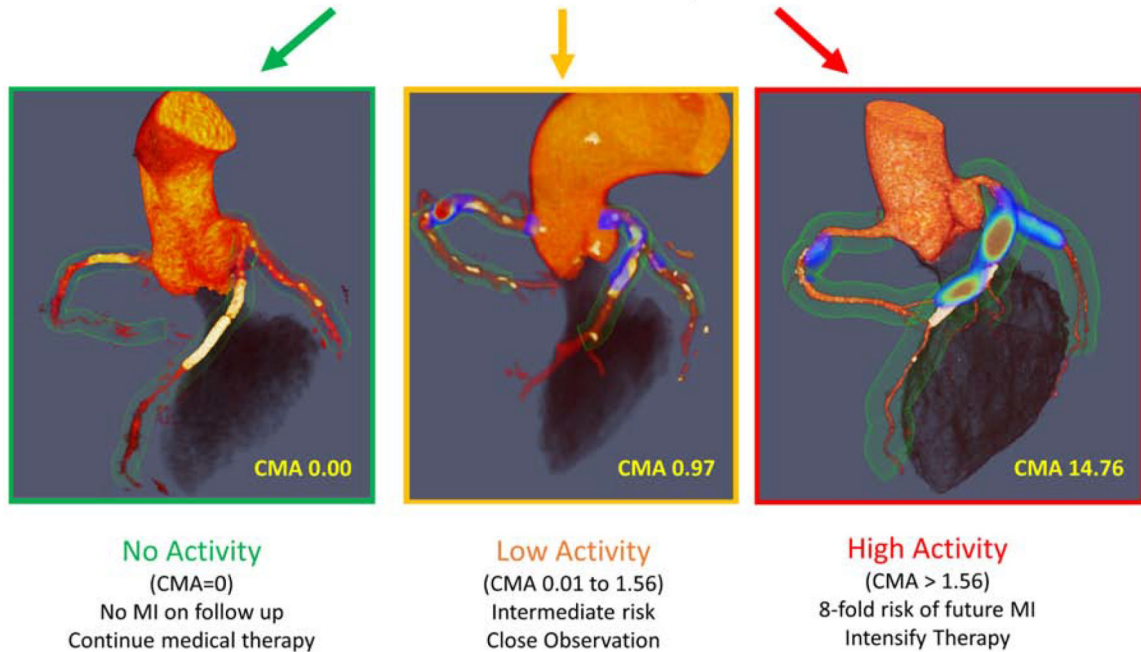 CMA 0.00
CMA 0.97
CMA 14.76
No Activity
(CMA=0)
No MI on follow up
Continue medical therapy
Low Activity
(CMA 0.01 to 1.56)
Intermediate risk
Close Observation
High Activity
(CMA > 1.56)
8-fold risk of future MI
Intensify Therapy